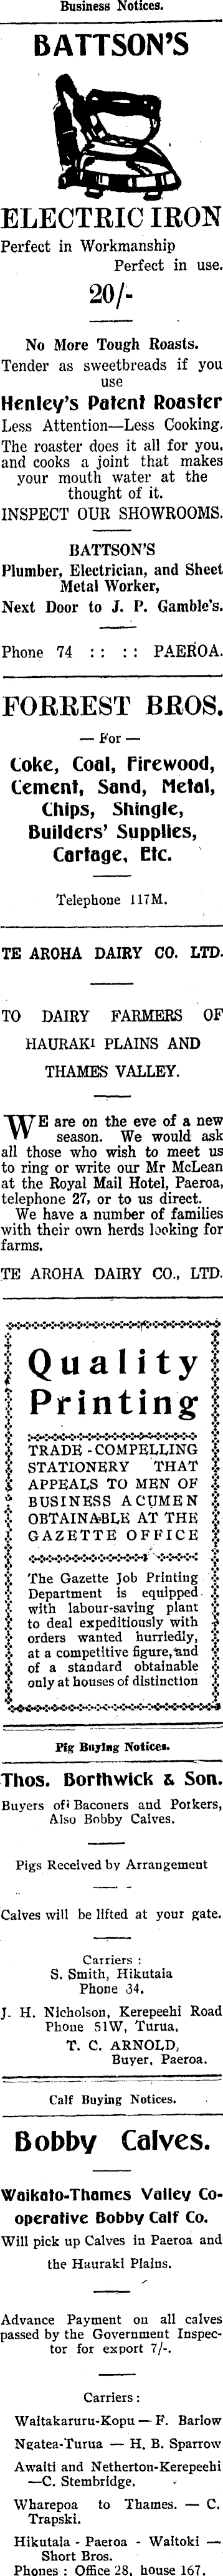 Business Notices.
BATTSON'S
ELECTRIC IRON
Perfect in Workmanship
Perfect in use.
20/-
No More Tough Roasts.
Tender as sweetbreads if you
use
Henley's Patent Roaster
Less Attention—Less Cooking.
The roaster does it all for you,
and cooks a joint that makes
your mouth water at the
thought of it.
INSPECT OUR SHOWROOMS.
BATTSON'S
Plumber, Electrician, and Sheet
Metal Worker,
Next Door to J. P. Gamble's.
Phone 74 :: :: PAEROA.
FORREST BROS.
— For —
Coke, Coal, Firewood,
Cement, Sand, Metal,
Chips, Shingle,
Builders' Supplies,
Cartage, Etc.
Telephone 117M.
TE AROHA DAIRY CO. LTD.
TO DAIRY FARMERS OF
HAURAKI PLAINS AND
THAMES VALLEY.
WE are on the eve of a new
season. We would ask
all those who wish to meet us
to ring or write our Mr McLean
at the Royal Mail Hotel, Paeroa,
telephone 27, or to us direct.
We have a number of families
with their own herds looking for
farms.
TE AROHA DAIRY CO., LTD.
Quality
Printing
TRADE-COMPELLING
STATIONERY THAT
APPEALS TO MEN OF
BUSINESS ACUMEN
OBTAINABLE AT THE
GAZETTE OFFICE
The Gazette Job Printing
Department is equipped
with labour-saving plant
to deal expeditiously with
orders wanted hurriedly,
at a competitive figure, and
of a standard obtainable
only at houses of distinction
Pig Buying Notices.
Thos. Borthwick & Son.
Buyers of Baconers and Porkers,
Also Bobby Calves.
Pigs Received by Arrangement
Calves will be lifted at your gate.
Carriers :
S. Smith, Hikutaia
Phone 34.
J. H. Nicholson, Kerepeehi Road
Phone 51W, Turua,
T. C. ARNOLD,
Buyer, Paeroa.
Calf Buying Notices.
Bobby Calves.
Waikato-Thames Valley Co-
operative Bobby Calf Co.
Will pick up Calves in Paeroa and
the Hauraki Plains.
Advance Payment on all calves
passed by the Government Inspec-
tor for export 7/-.
Carriers :
Waitakaruru-Kopu — F. Barlow
Ngatea-Turua — H. B. Sparrow
Awaiti and Netherton-Kerepeehi
—C. Stembridge.
Wharepoa to Thames. — C.
Trapski.
Hikutaia - Paeroa - Waitoki —
Short Bros.
Phones : Office 28, house 167.